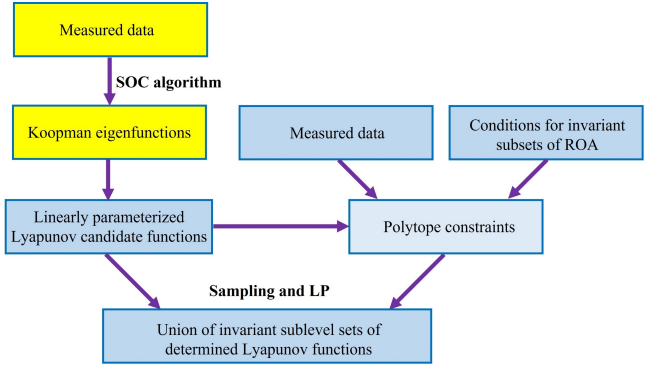 Measured data
SOC algorithm
Koopman eigenfunctions
Measured data
Conditions for invariant
subsets of ROA
Linearly parameterized
Lyapunov candidate functions
Polytope constraints
Sampling and LP
Union of invariant sublevel sets of
determined Lyapunov functions